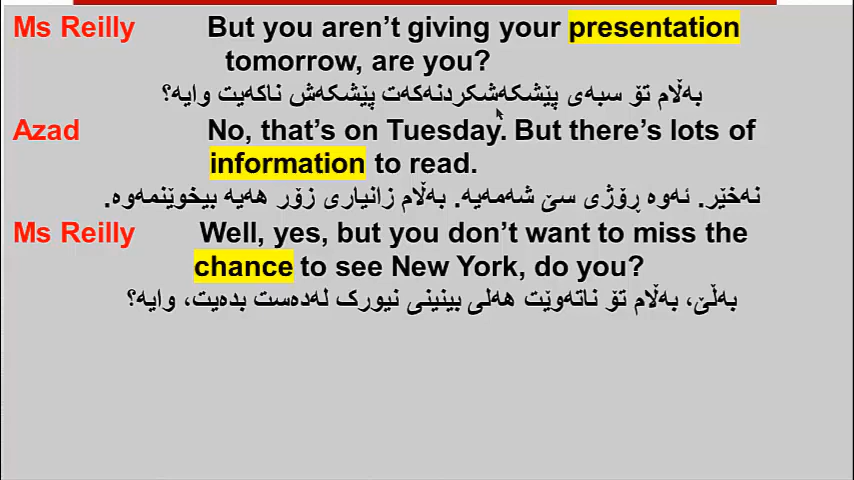 Ms Reilly But you aren't giving your presentation
tomorrow, are you?
بەڵام تۆ سبەی پێشکەشکردنەکەت پێشکەش ناکەیت وایە؟
Azad No, that's on Tuesday. But there's lots of
information to read.
نەخێر. ئەوە ڕۆژی سێ شەمەیە. بەڵام زانیاری زۆر هەیە بیخوێنمەوە.
Ms Reilly Well, yes, but you don't want to miss the
chance to see New York, do you?
بەڵێ، بەڵام تۆ ناتەوێت هەلی بینینی نیورک لەدەست بدەیت، وایە؟